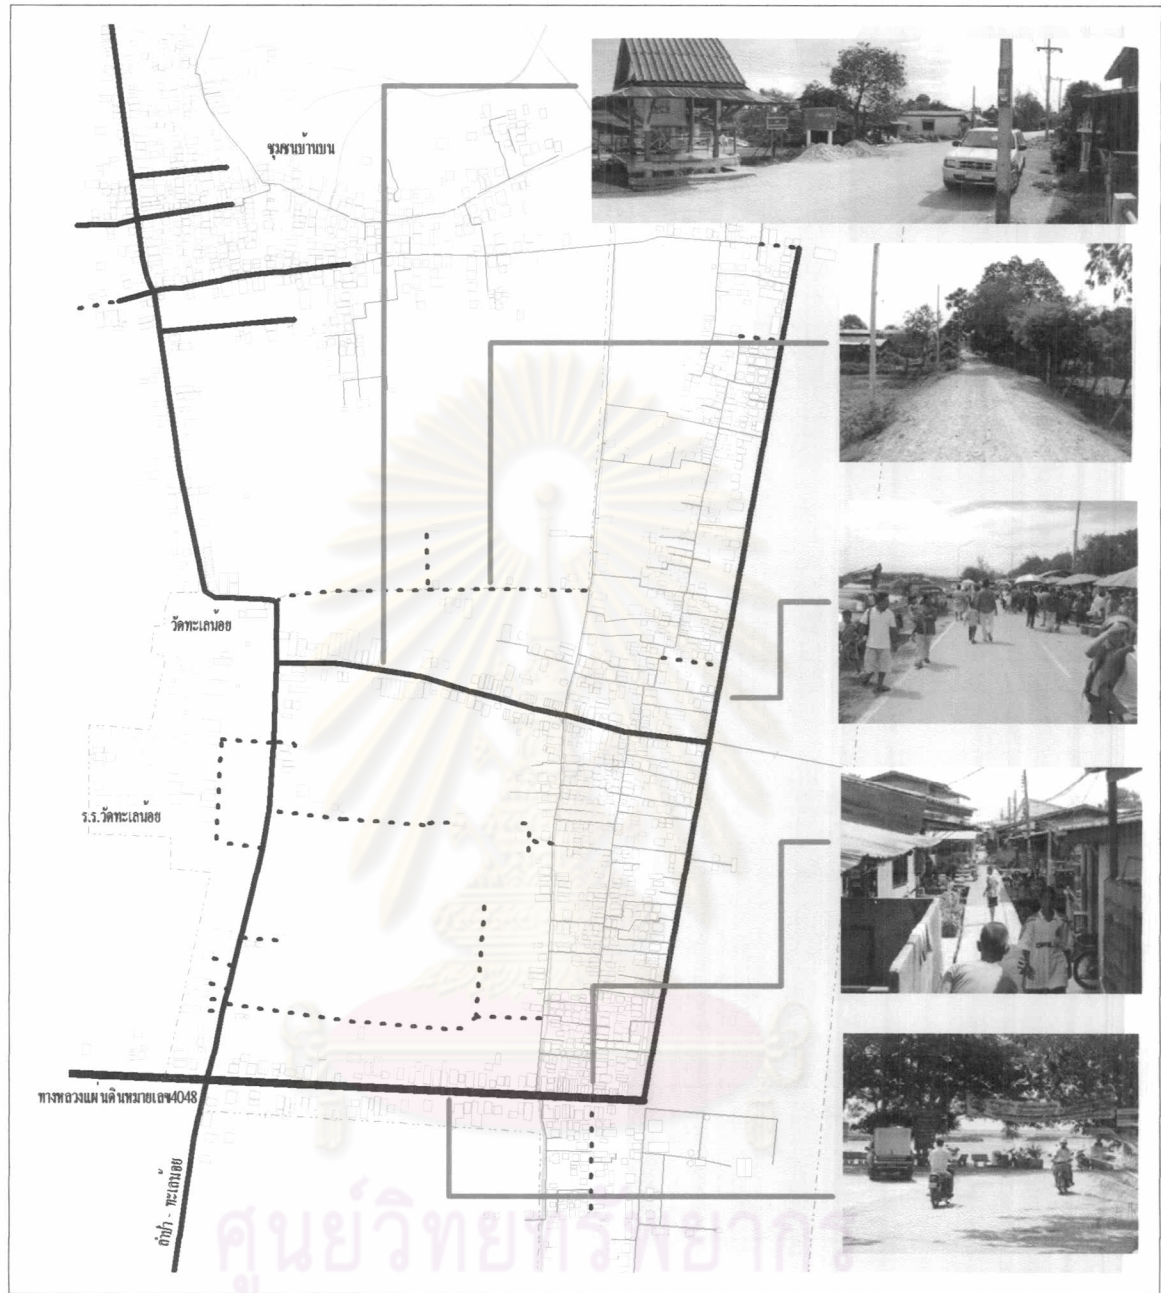 ชุมชนบ้านบน
วัดทะเลน้อย
ร.ร.วัดทะเลน้อย
ทางหลวงแผ่นดินหมายเลข4048
ลำปำ - ทะเลน้อย
ศูนย์วิทยทรัพยากร